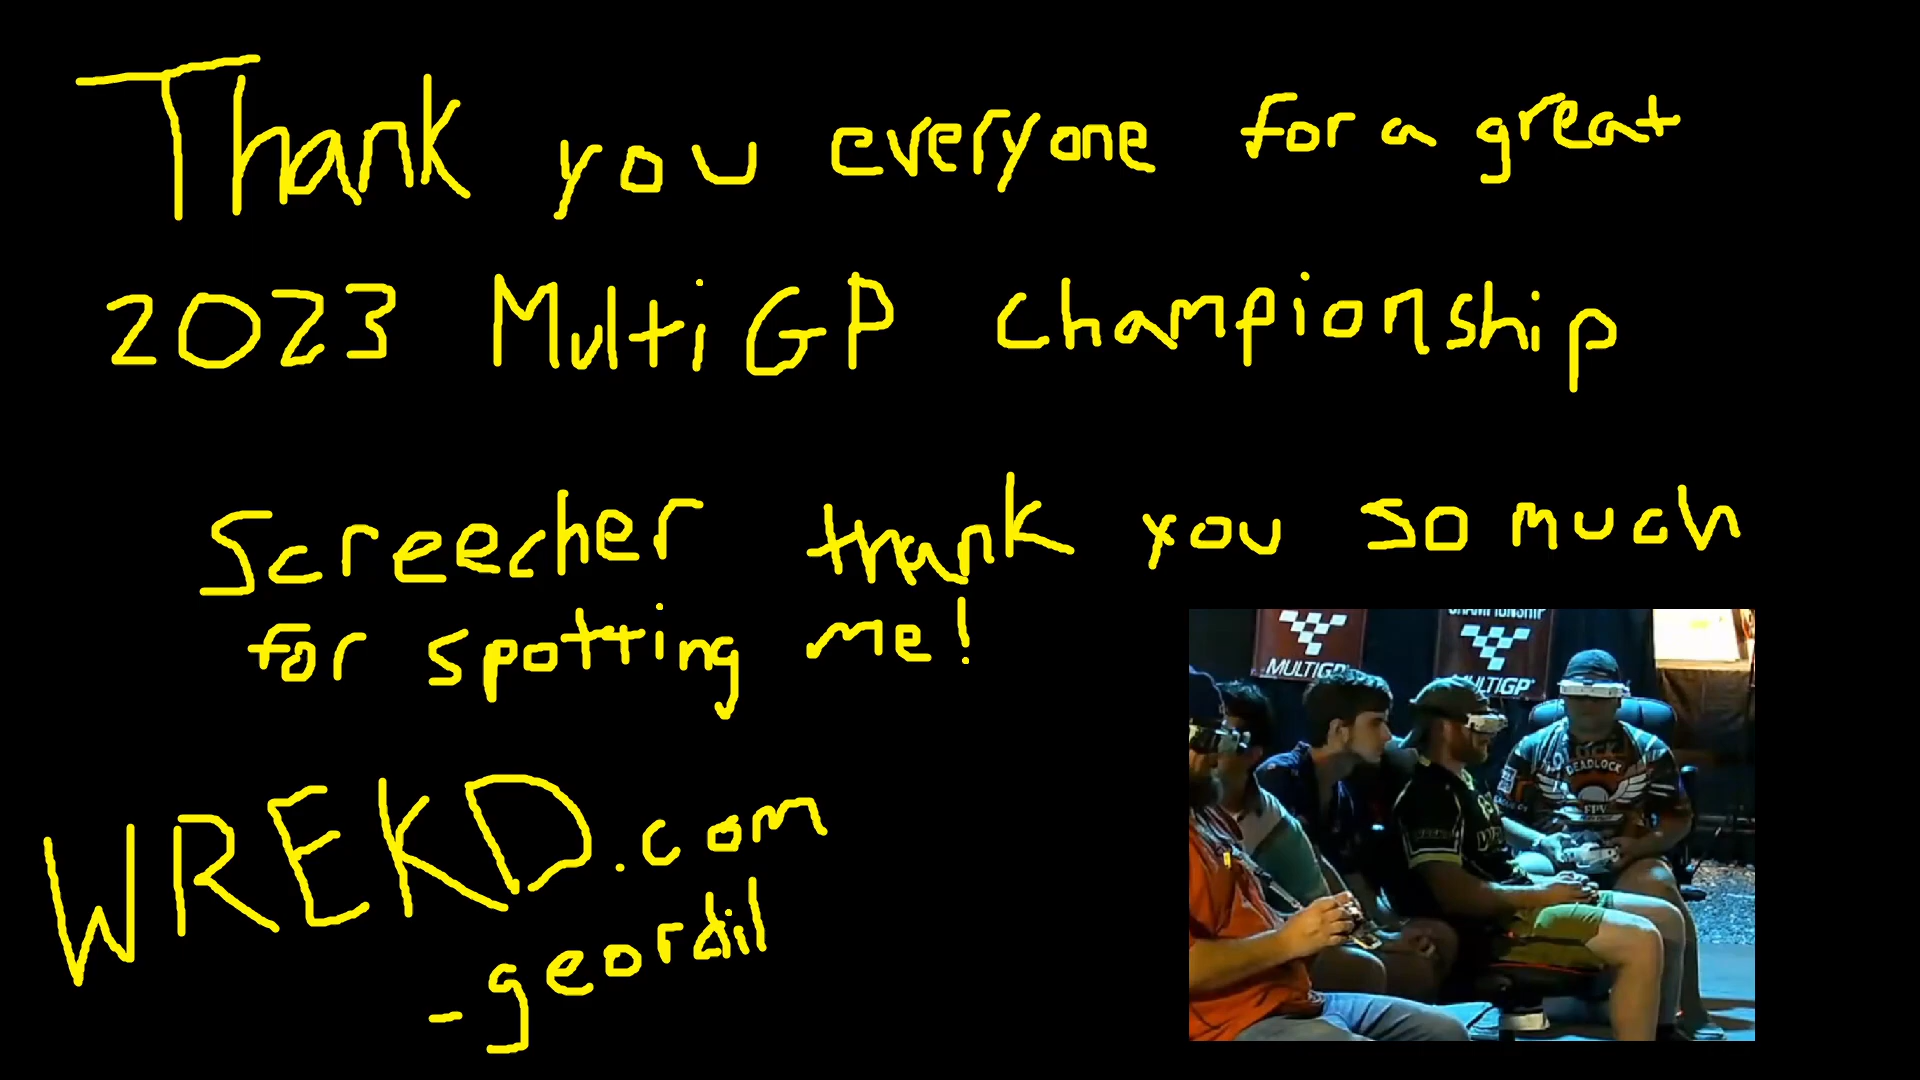 Thank you everyone for a great
2023 MultiGP Championship
Screecher thank you so much
for spotting me!
CHAMPIONSHIP
MULTIGP
MULTIGP
DEADLOCK
FPV
WREKD.com
-geordil